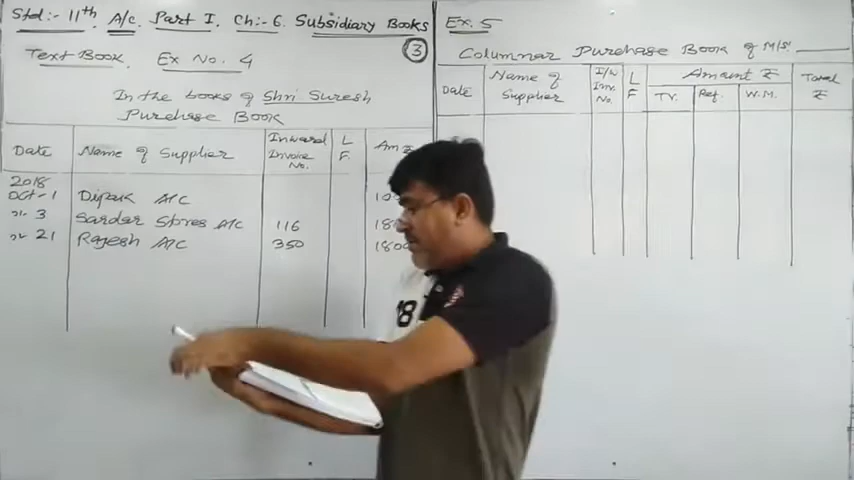 Std:- 11th A/c. Part I. Ch:- 6. Subsidiary Books
3
Text Book. Ex No. 4
In the books of Shri Suresh
Purchase Book
Date Name of Supplier Inward Invoice No. L F.
2018
Oct-1 Dipak A/c
3 Sardar Stores A/c 116
21 Rajesh A/c 350 1800
Ex. 5
Columnar Purchase Book of M/s.
Date Name of Supplier I/W Inv. No. L F Amount ₹ Total ₹
TV. Ref. W.M.
18